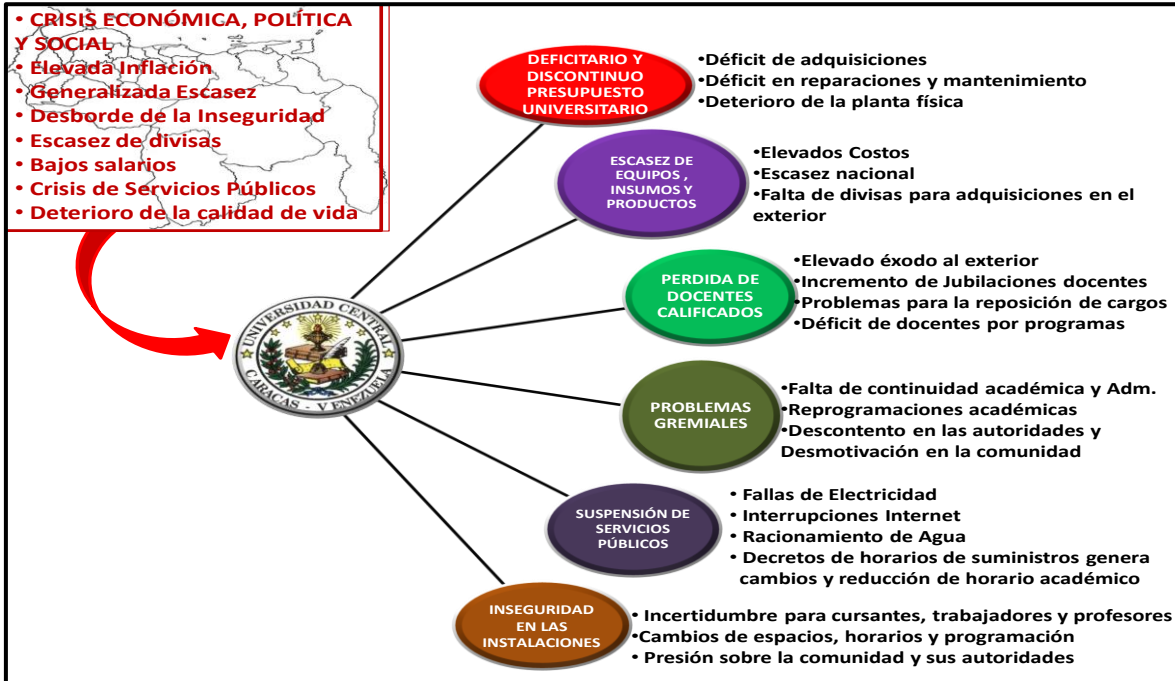 • CRISIS ECONÓMICA, POLÍTICA
Y SOCIAL
• Elevada Inflación
• Generalizada Escasez
• Desborde de la Inseguridad
• Escasez de divisas
• Bajos salarios
• Crisis de Servicios Públicos
• Deterioro de la calidad de vida
UNIVERSIDAD CENTRAL
CARACAS - VENEZUELA
DEFICITARIO Y
DISCONTINUO
PRESUPUESTO
UNIVERSITARIO
•Déficit de adquisiciones
•Déficit en reparaciones y mantenimiento
•Deterioro de la planta física
ESCASEZ DE
EQUIPOS ,
INSUMOS Y
PRODUCTOS
•Elevados Costos
•Escasez nacional
•Falta de divisas para adquisiciones en el
exterior
PERDIDA DE
DOCENTES
CALIFICADOS
•Elevado éxodo al exterior
•Incremento de Jubilaciones docentes
•Problemas para la reposición de cargos
•Déficit de docentes por programas
PROBLEMAS
GREMIALES
•Falta de continuidad académica y Adm.
•Reprogramaciones académicas
•Descontento en las autoridades y
Desmotivación en la comunidad
SUSPENSIÓN DE
SERVICIOS
PÚBLICOS
• Fallas de Electricidad
• Interrupciones Internet
• Racionamiento de Agua
• Decretos de horarios de suministros genera
cambios y reducción de horario académico
INSEGURIDAD
EN LAS
INSTALACIONES
• Incertidumbre para cursantes, trabajadores y profesores
•Cambios de espacios, horarios y programación
• Presión sobre la comunidad y sus autoridades